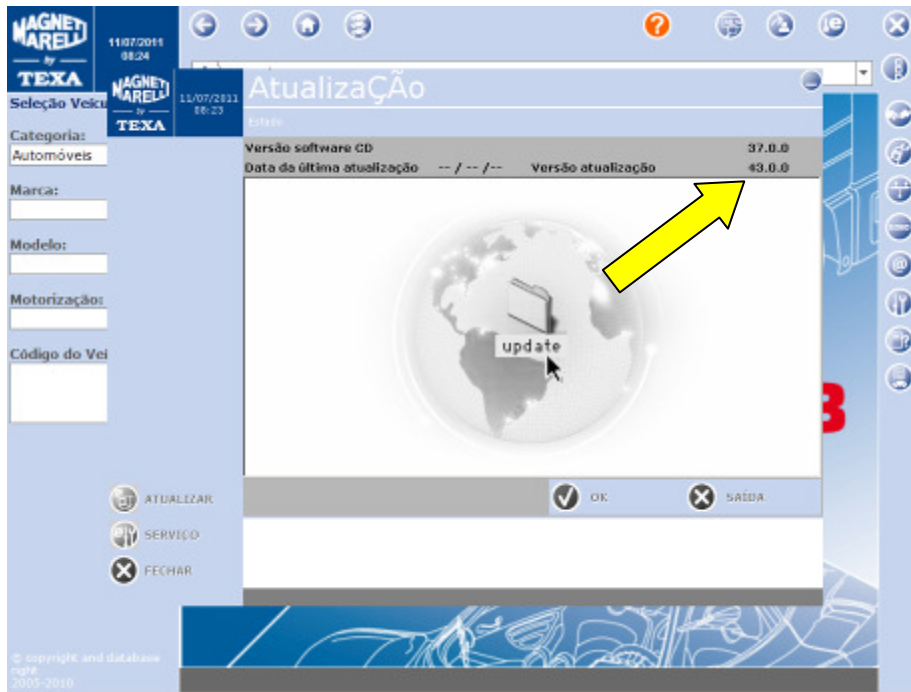 MAGNETI
MARELLI
by
TEXA
11/07/2011
08:24
Seleção Veícu
Categoria:
Automóveis
Marca:
Modelo:
Motorização:
Código do Vei
MAGNETI
MARELLI
by
TEXA
11/07/2011
08:23
AtualizaÇÃo
Estado
Versão software CD 37.0.0
Data da última atualização -- / -- /-- Versão atualização 43.0.0
update
OK SAÍDA
ATUALIZAR
SERVIÇO
FECHAR
3
© copyright and database
right
2005-2010